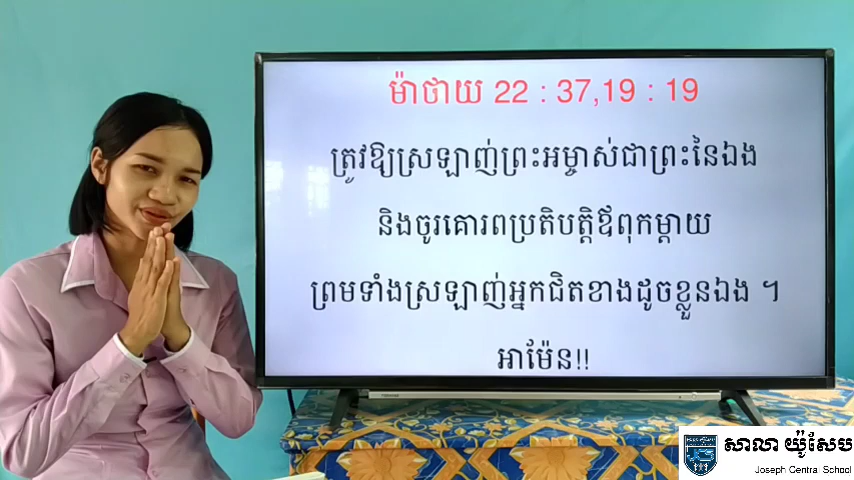 ម៉ាថាយ 22 : 37,19 : 19
ត្រូវឱ្យស្រឡាញ់ព្រះអម្ចាស់ជាព្រះនៃឯង
និងចូរគោរពប្រតិបត្តិឪពុកម្ដាយ
ព្រមទាំងស្រឡាញ់អ្នកជិតខាងដូចខ្លួនឯង ។
អាម៉ែន!!
TOSHIBA
សាលា យ៉ូសែប
Joseph Central School